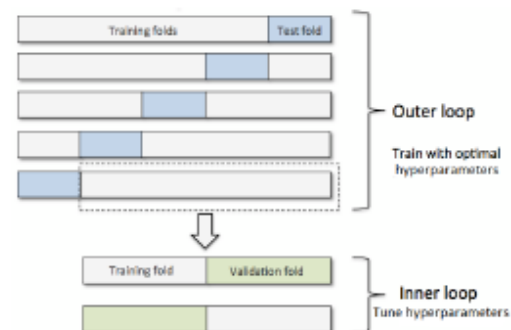 Training folds Test fold
Outer loop
Train with optimal
hyperparameters
Training fold Validation fold
Inner loop
Tune hyperparameters